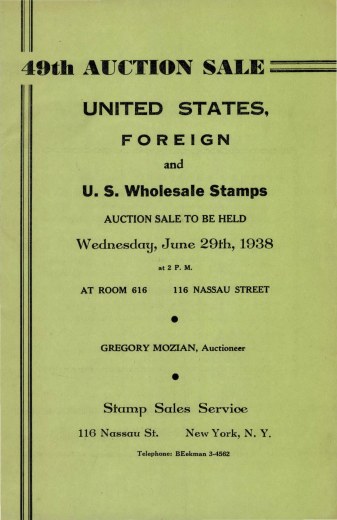 49th AUCTION SALE
UNITED STATES,
FOREIGN
and
U. S. Wholesale Stamps
AUCTION SALE TO BE HELD
Wednesday, June 29th, 1938
at 2 P. M.
AT ROOM 616 116 NASSAU STREET
GREGORY MOZIAN, Auctioneer
Stamp Sales Service
116 Nassau St. New York, N. Y.
Telephone: BEekman 3-4562